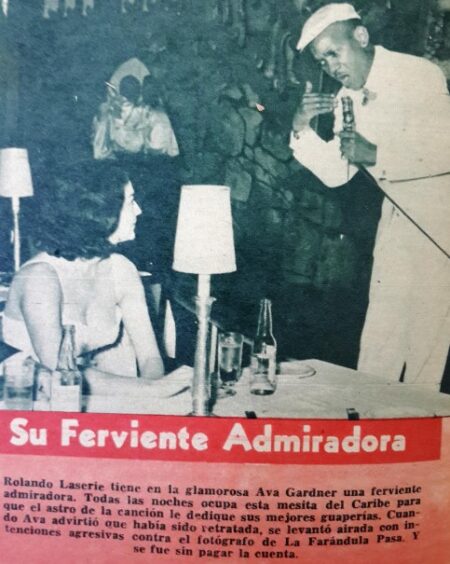 Su Ferviente Admiradora
Rolando Laserie tiene en la glamorosa Ava Gardner una ferviente
admiradora. Todas las noches ocupa esta mesita del Caribe para
que el astro de la canción le dedique sus mejores guaperías. Cuan-
do Ava advirtió que había sido retratada, se levantó airada con in-
tenciones agresivas contra el fotógrafo de La Farándula Pasa. Y
se fue sin pagar la cuenta.